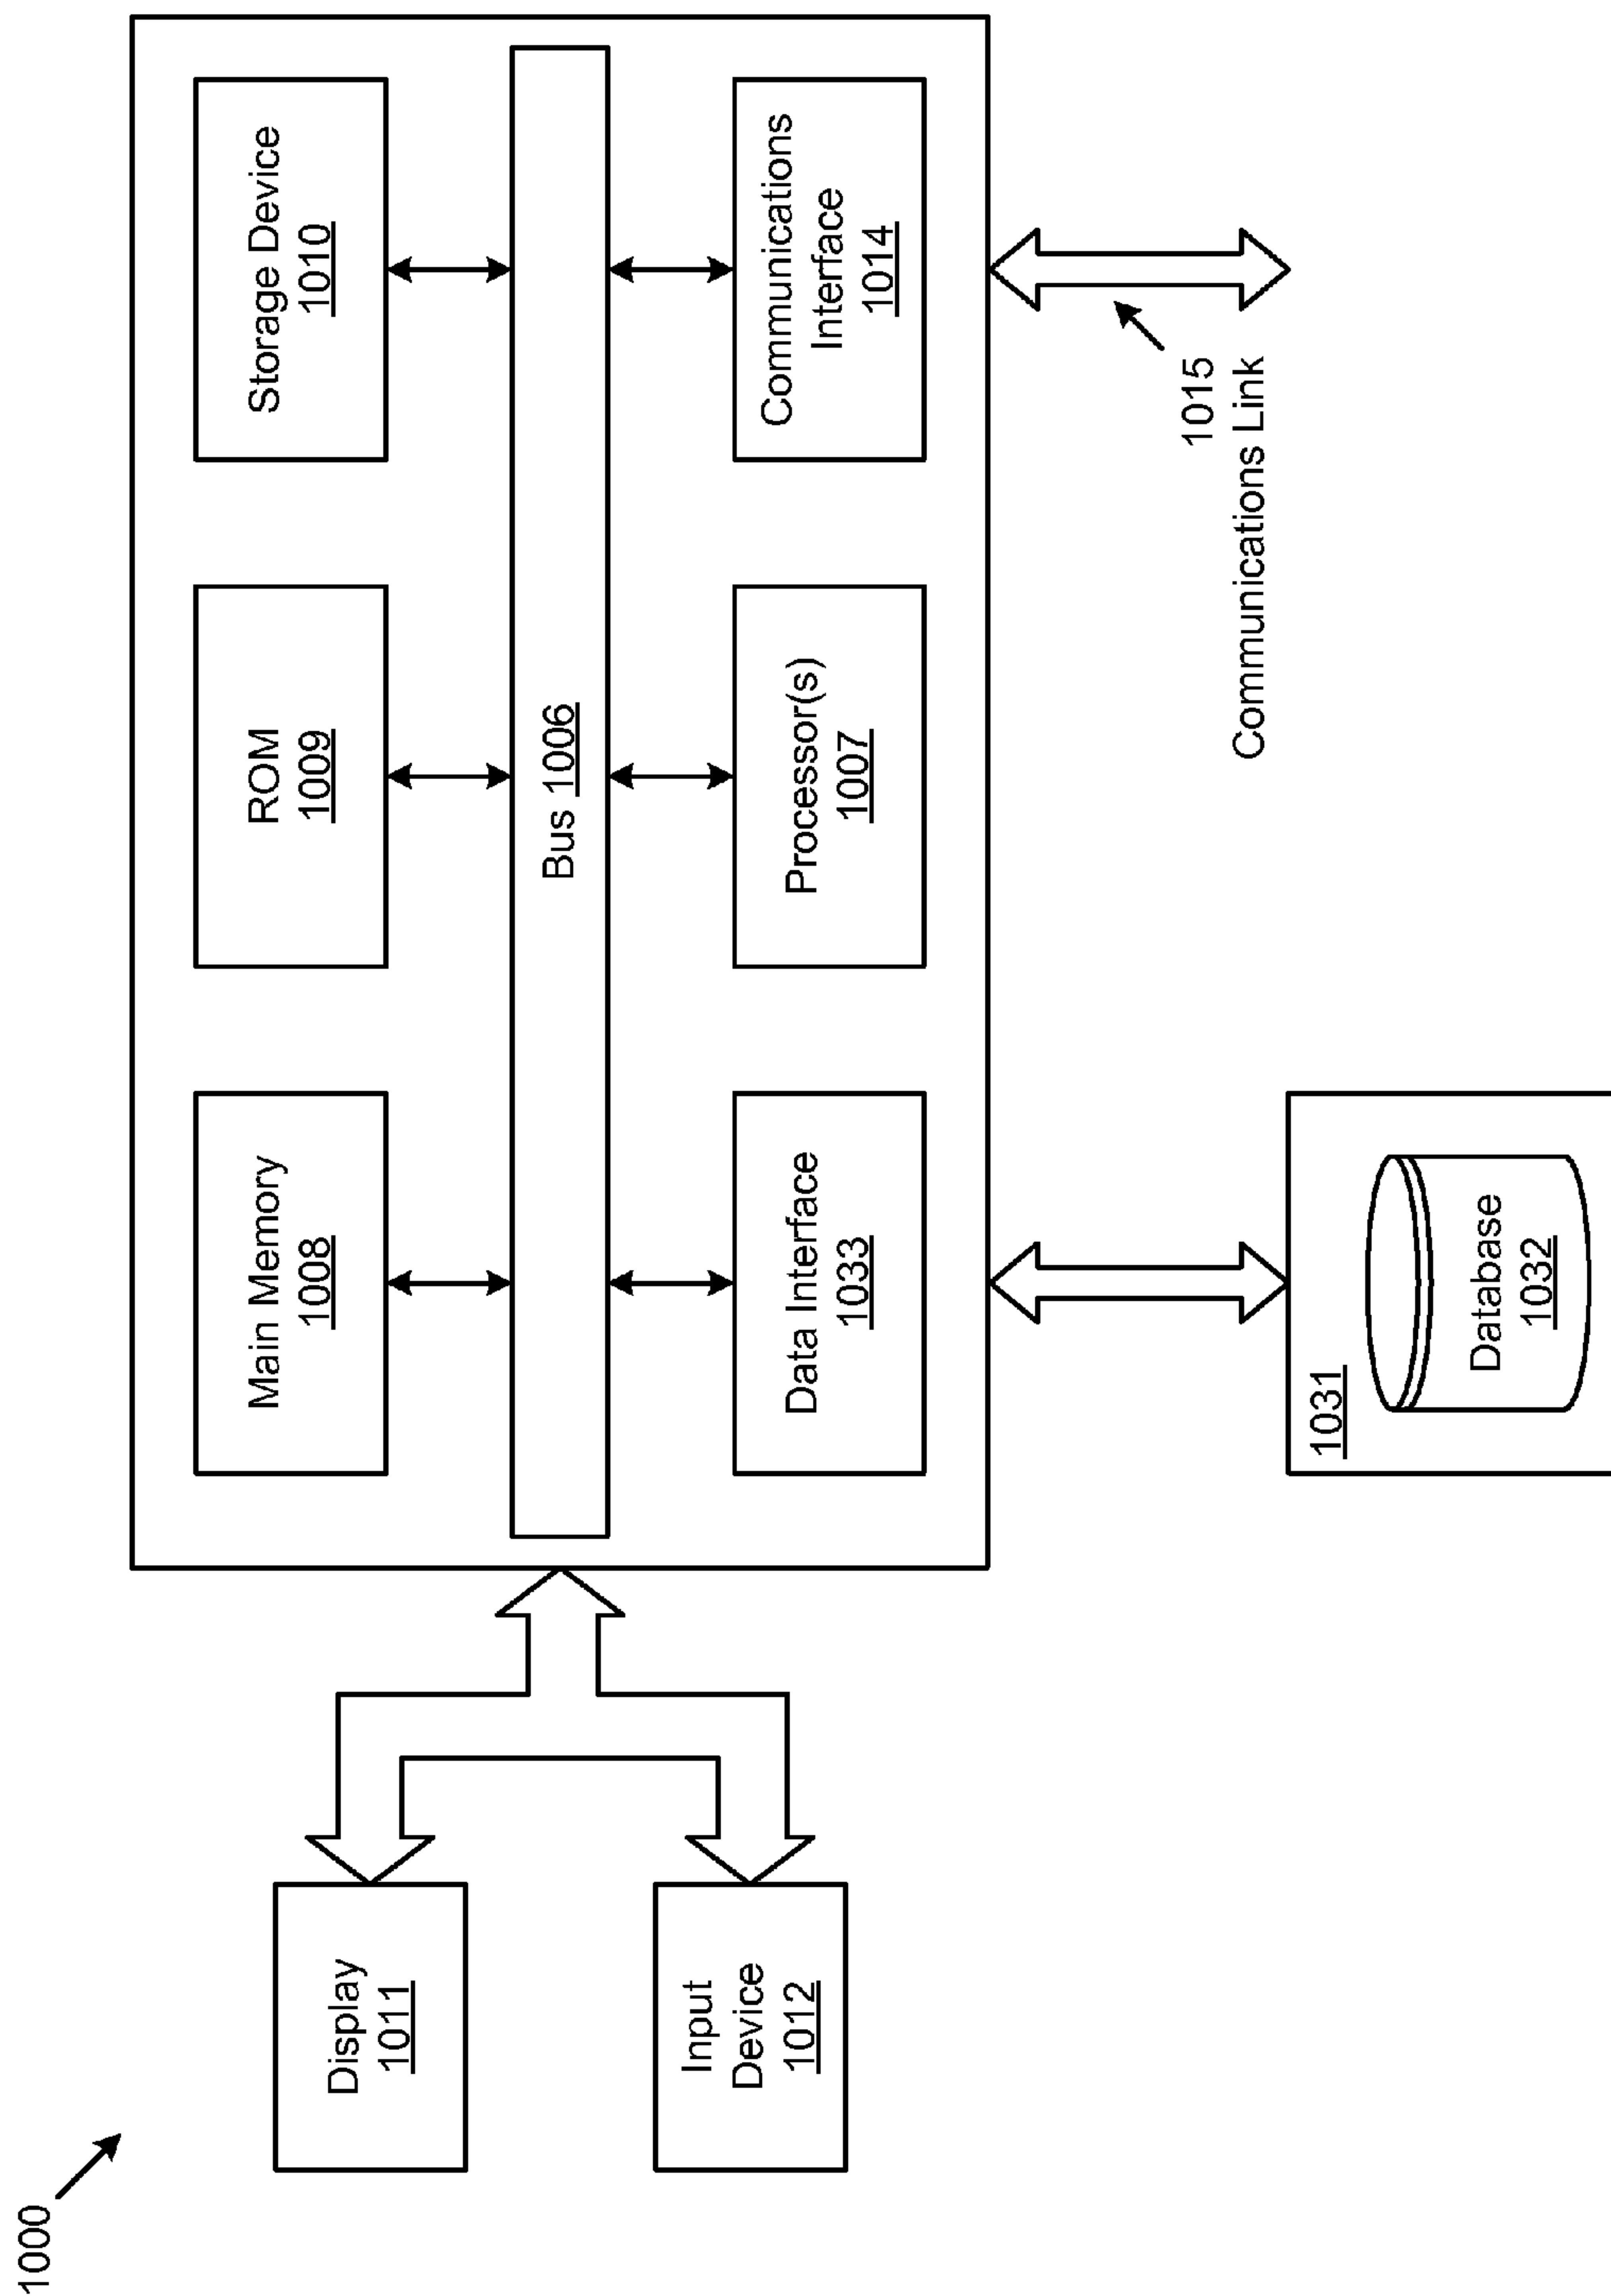 1000
Main Memory
1008
ROM
1009
Storage Device
1010
Display
1011
Bus 1006
Input
Device
1012
Data Interface
1033
Processor(s)
1007
Communications
Interface
1014
1015
Communications Link
1031
Database
1032